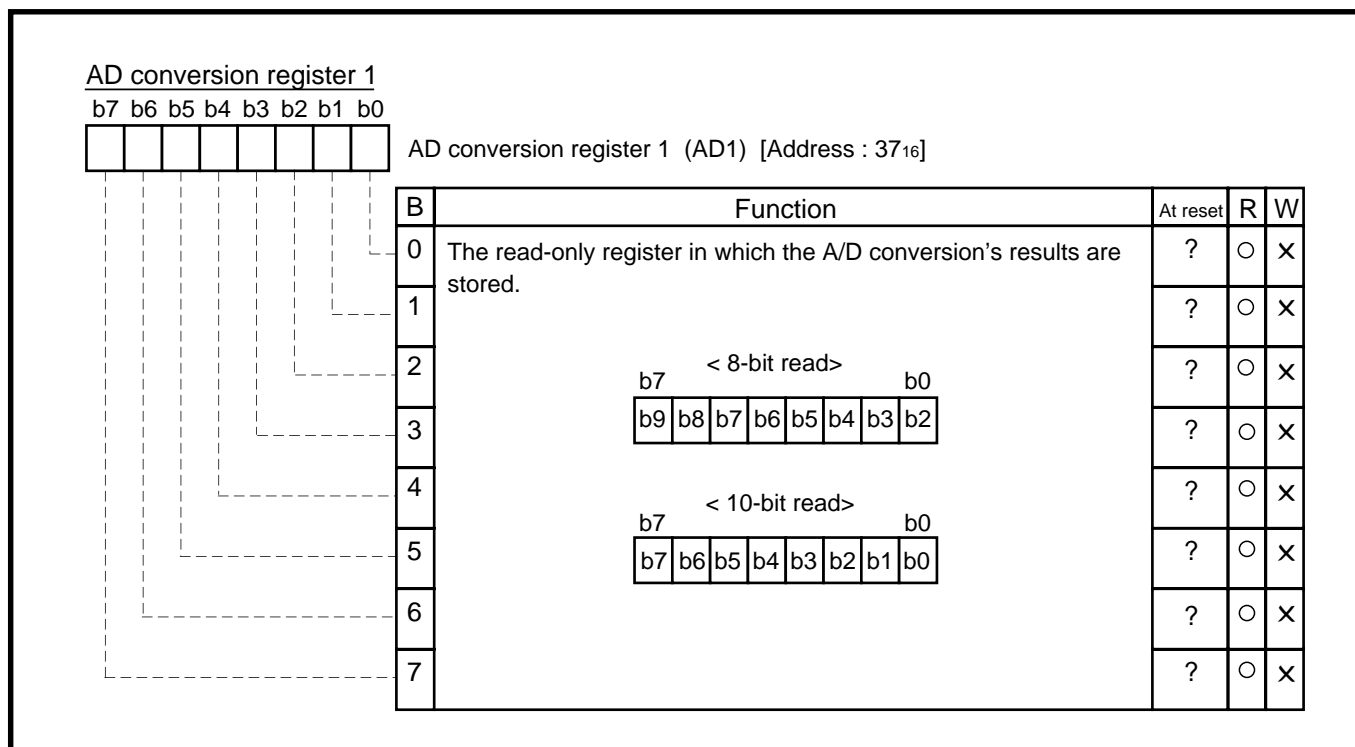 AD conversion register 1
b7 b6 b5 b4 b3 b2 b1 b0
AD conversion register 1 (AD1) [Address : 3716]
B Function At reset R W
0 The read-only register in which the A/D conversion’s results are ? ○ ×
stored.
1 ? ○ ×
2 ? ○ ×
< 8-bit read>
b7 b0
b9 b8 b7 b6 b5 b4 b3 b2
3 ? ○ ×
4 ? ○ ×
< 10-bit read>
b7 b0
5 ? ○ ×
b7 b6 b5 b4 b3 b2 b1 b0
6 ? ○ ×
7 ? ○ ×